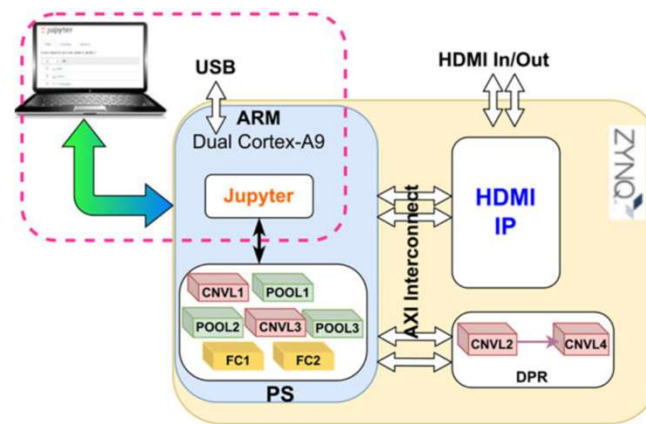 jupyter
USB
HDMI In/Out
ARM
Dual Cortex-A9
ZYNQ
Jupyter
HDMI
IP
AXI Interconnect
CNVL1
POOL1
POOL2
CNVL3
POOL3
FC1
FC2
PS
CNVL2
CNVL4
DPR